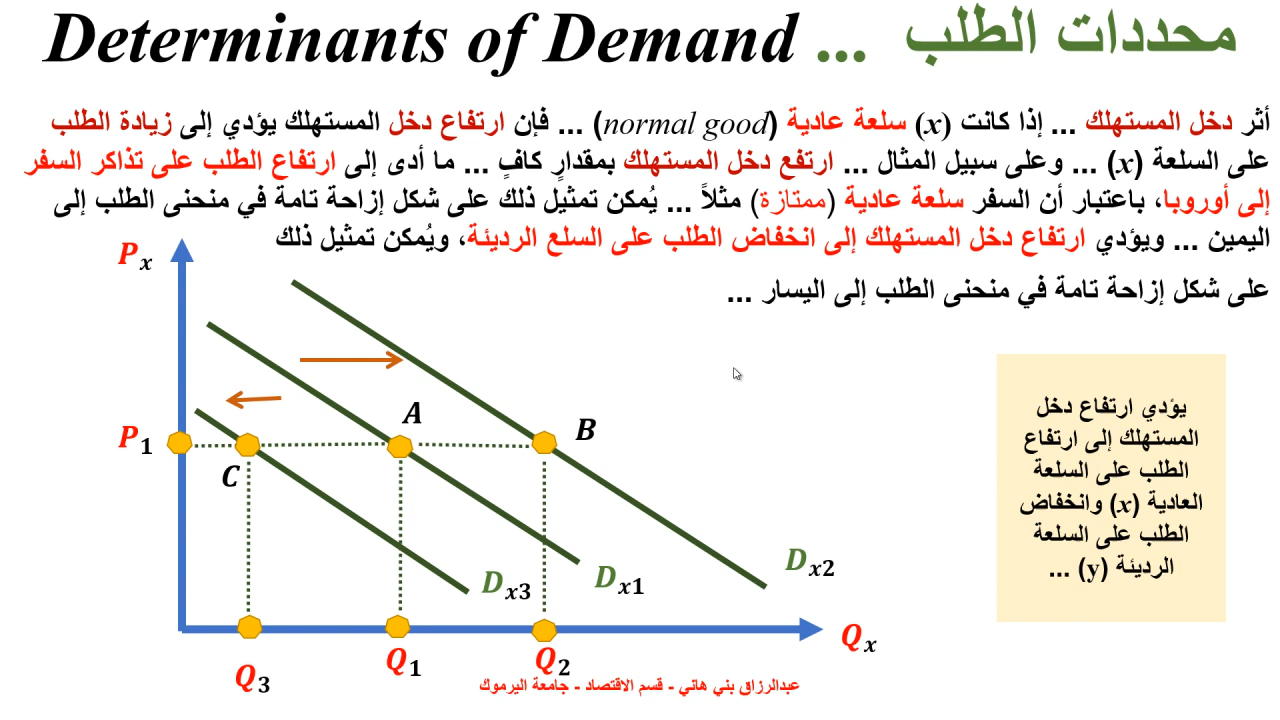 Determinants of Demand ... محددات الطلب
أثر دخل المستهلك ... إذا كانت (x) سلعة عادية (normal good) ... فإن ارتفاع دخل المستهلك يؤدي إلى زيادة الطلب
على السلعة (x) ... وعلى سبيل المثال ... ارتفع دخل المستهلك بمقدارٍ كافٍ ... ما أدى إلى ارتفاع الطلب على تذاكر السفر
إلى أوروبا، باعتبار أن السفر سلعة عادية (ممتازة) مثلاً ... يُمكن تمثيل ذلك على شكل إزاحة تامة في منحنى الطلب إلى
اليمين ... ويؤدي ارتفاع دخل المستهلك إلى انخفاض الطلب على السلع الرديئة، ويُمكن تمثيل ذلك
على شكل إزاحة تامة في منحنى الطلب إلى اليسار ...
Px
P1
A
B
C
Dx3
Dx1
Dx2
Qx
Q3
Q1
Q2
يؤدي ارتفاع دخل
المستهلك إلى ارتفاع
الطلب على السلعة
العادية (x) وانخفاض
الطلب على السلعة
الرديئة (y) ...
عبدالرزاق بني هاني - قسم الاقتصاد - جامعة اليرموك